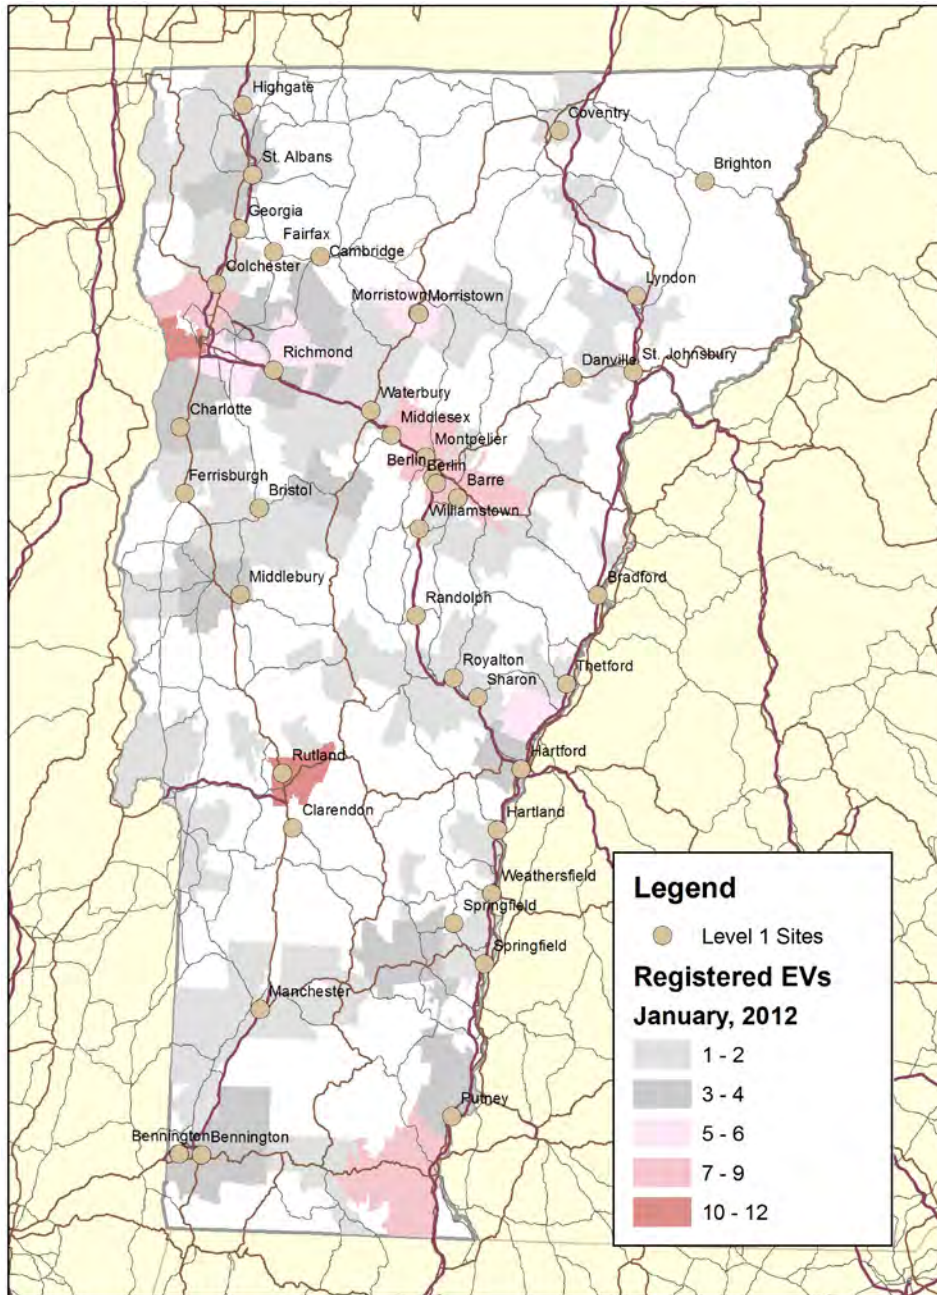 Highgate
Coventry
St. Albans
Brighton
Georgia
Fairfax
Cambridge
Colchester
Lyndon
Morristown Morristown
Richmond
Danville
St. Johnsbury
Waterbury
Charlotte
Middlesex
Montpelier
Berlin
Berlin
Ferrisburgh
Bristol
Barre
Williamstown
Middlebury
Bradford
Randolph
Royalton
Thetford
Sharon
Rutland
Hartford
Clarendon
Hartland
Weathersfield
Springfield
Springfield
Manchester
Putney
Bennington Bennington
Legend
Level 1 Sites
Registered EVs
January, 2012
1 - 2
3 - 4
5 - 6
7 - 9
10 - 12